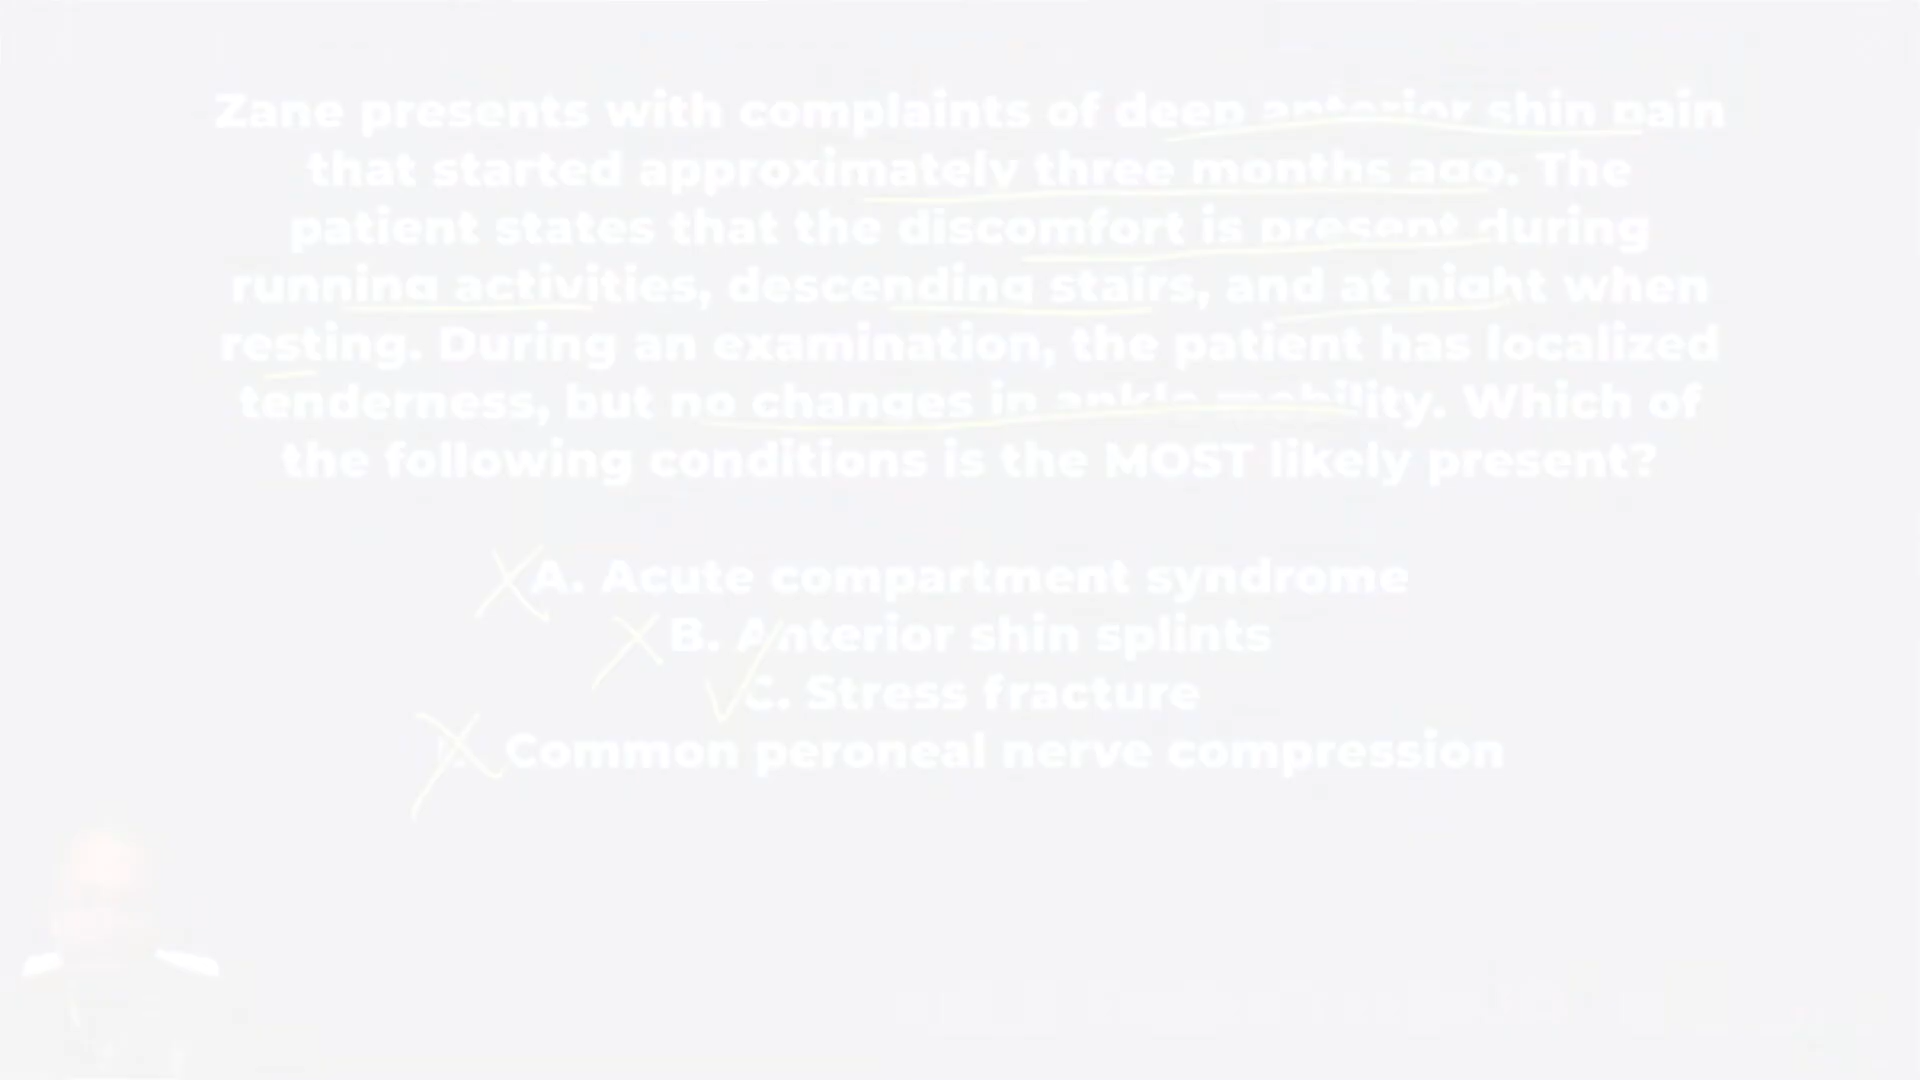 Zane presents with complaints of deep anterior shin pain
that started approximately three months ago. The
patient states that the discomfort is present during
running activities, descending stairs, and at night when
resting. During an examination, the patient has localized
tenderness, but no changes in ankle mobility. Which of
the following conditions is the MOST likely present?
A. Acute compartment syndrome
B. Anterior shin splints
C. Stress fracture
Common peroneal nerve compression